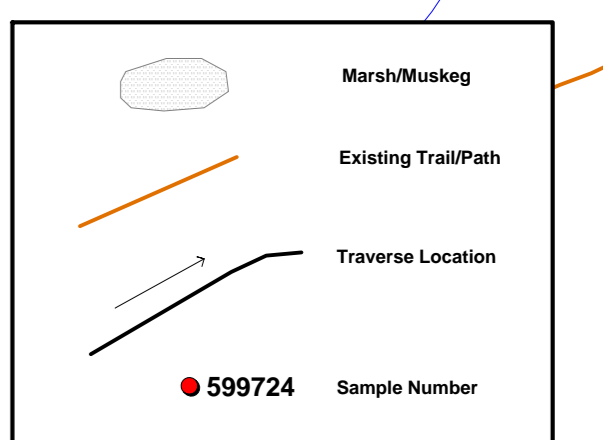 Marsh/Muskeg
Existing Trail/Path
Traverse Location
599724 Sample Number